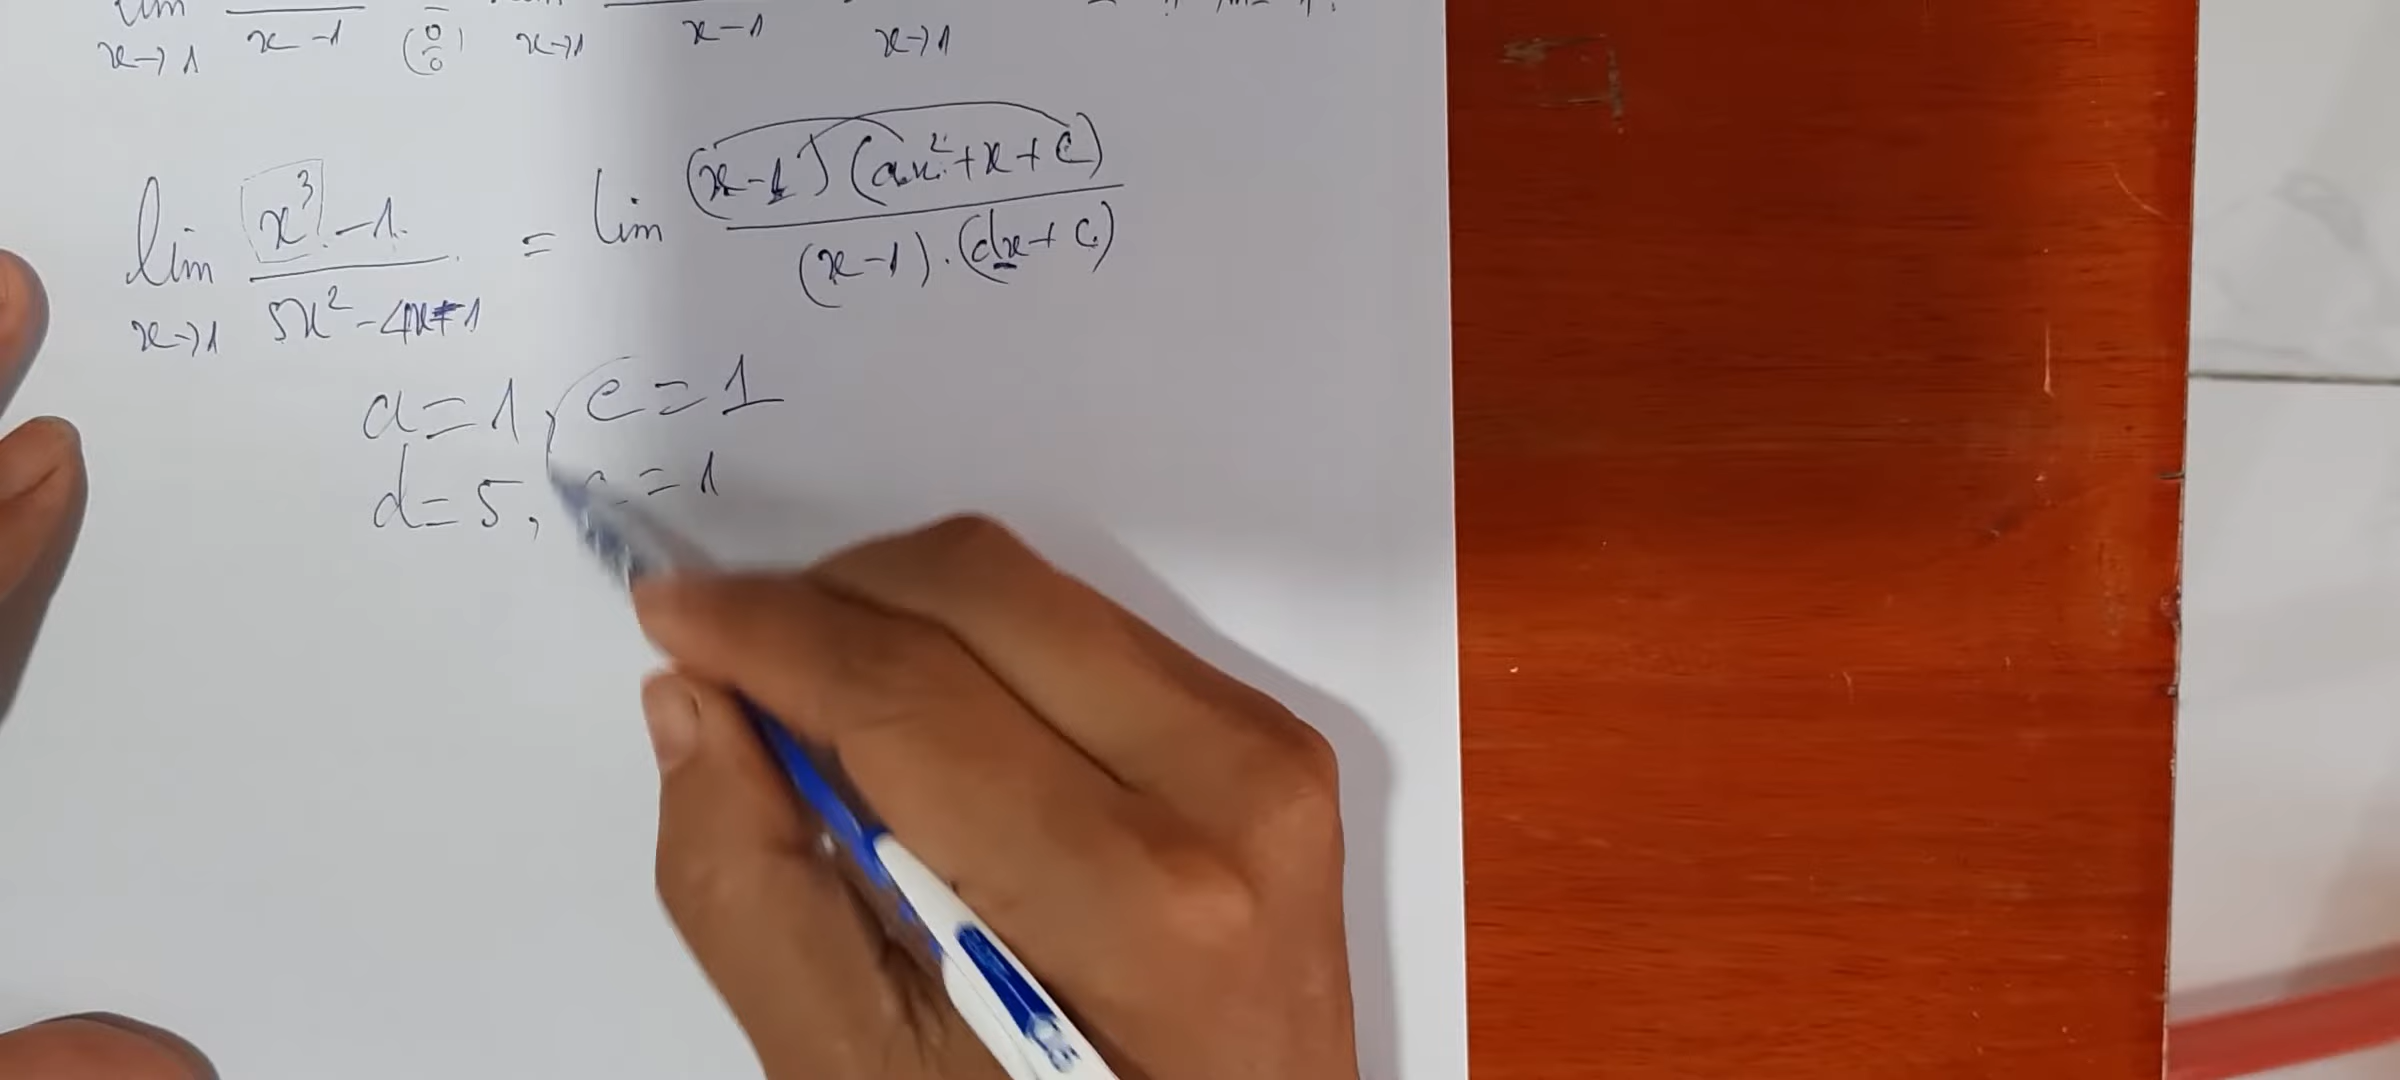 lim x→1 x-1 (0/0) x→1 x-1 x→1
lim x→1 x³-1 / 5x²-4x-1 = lim (x-1)(ax²+x+e) / (x-1).(dx+c)
a=1, e=1
d=5, c=1